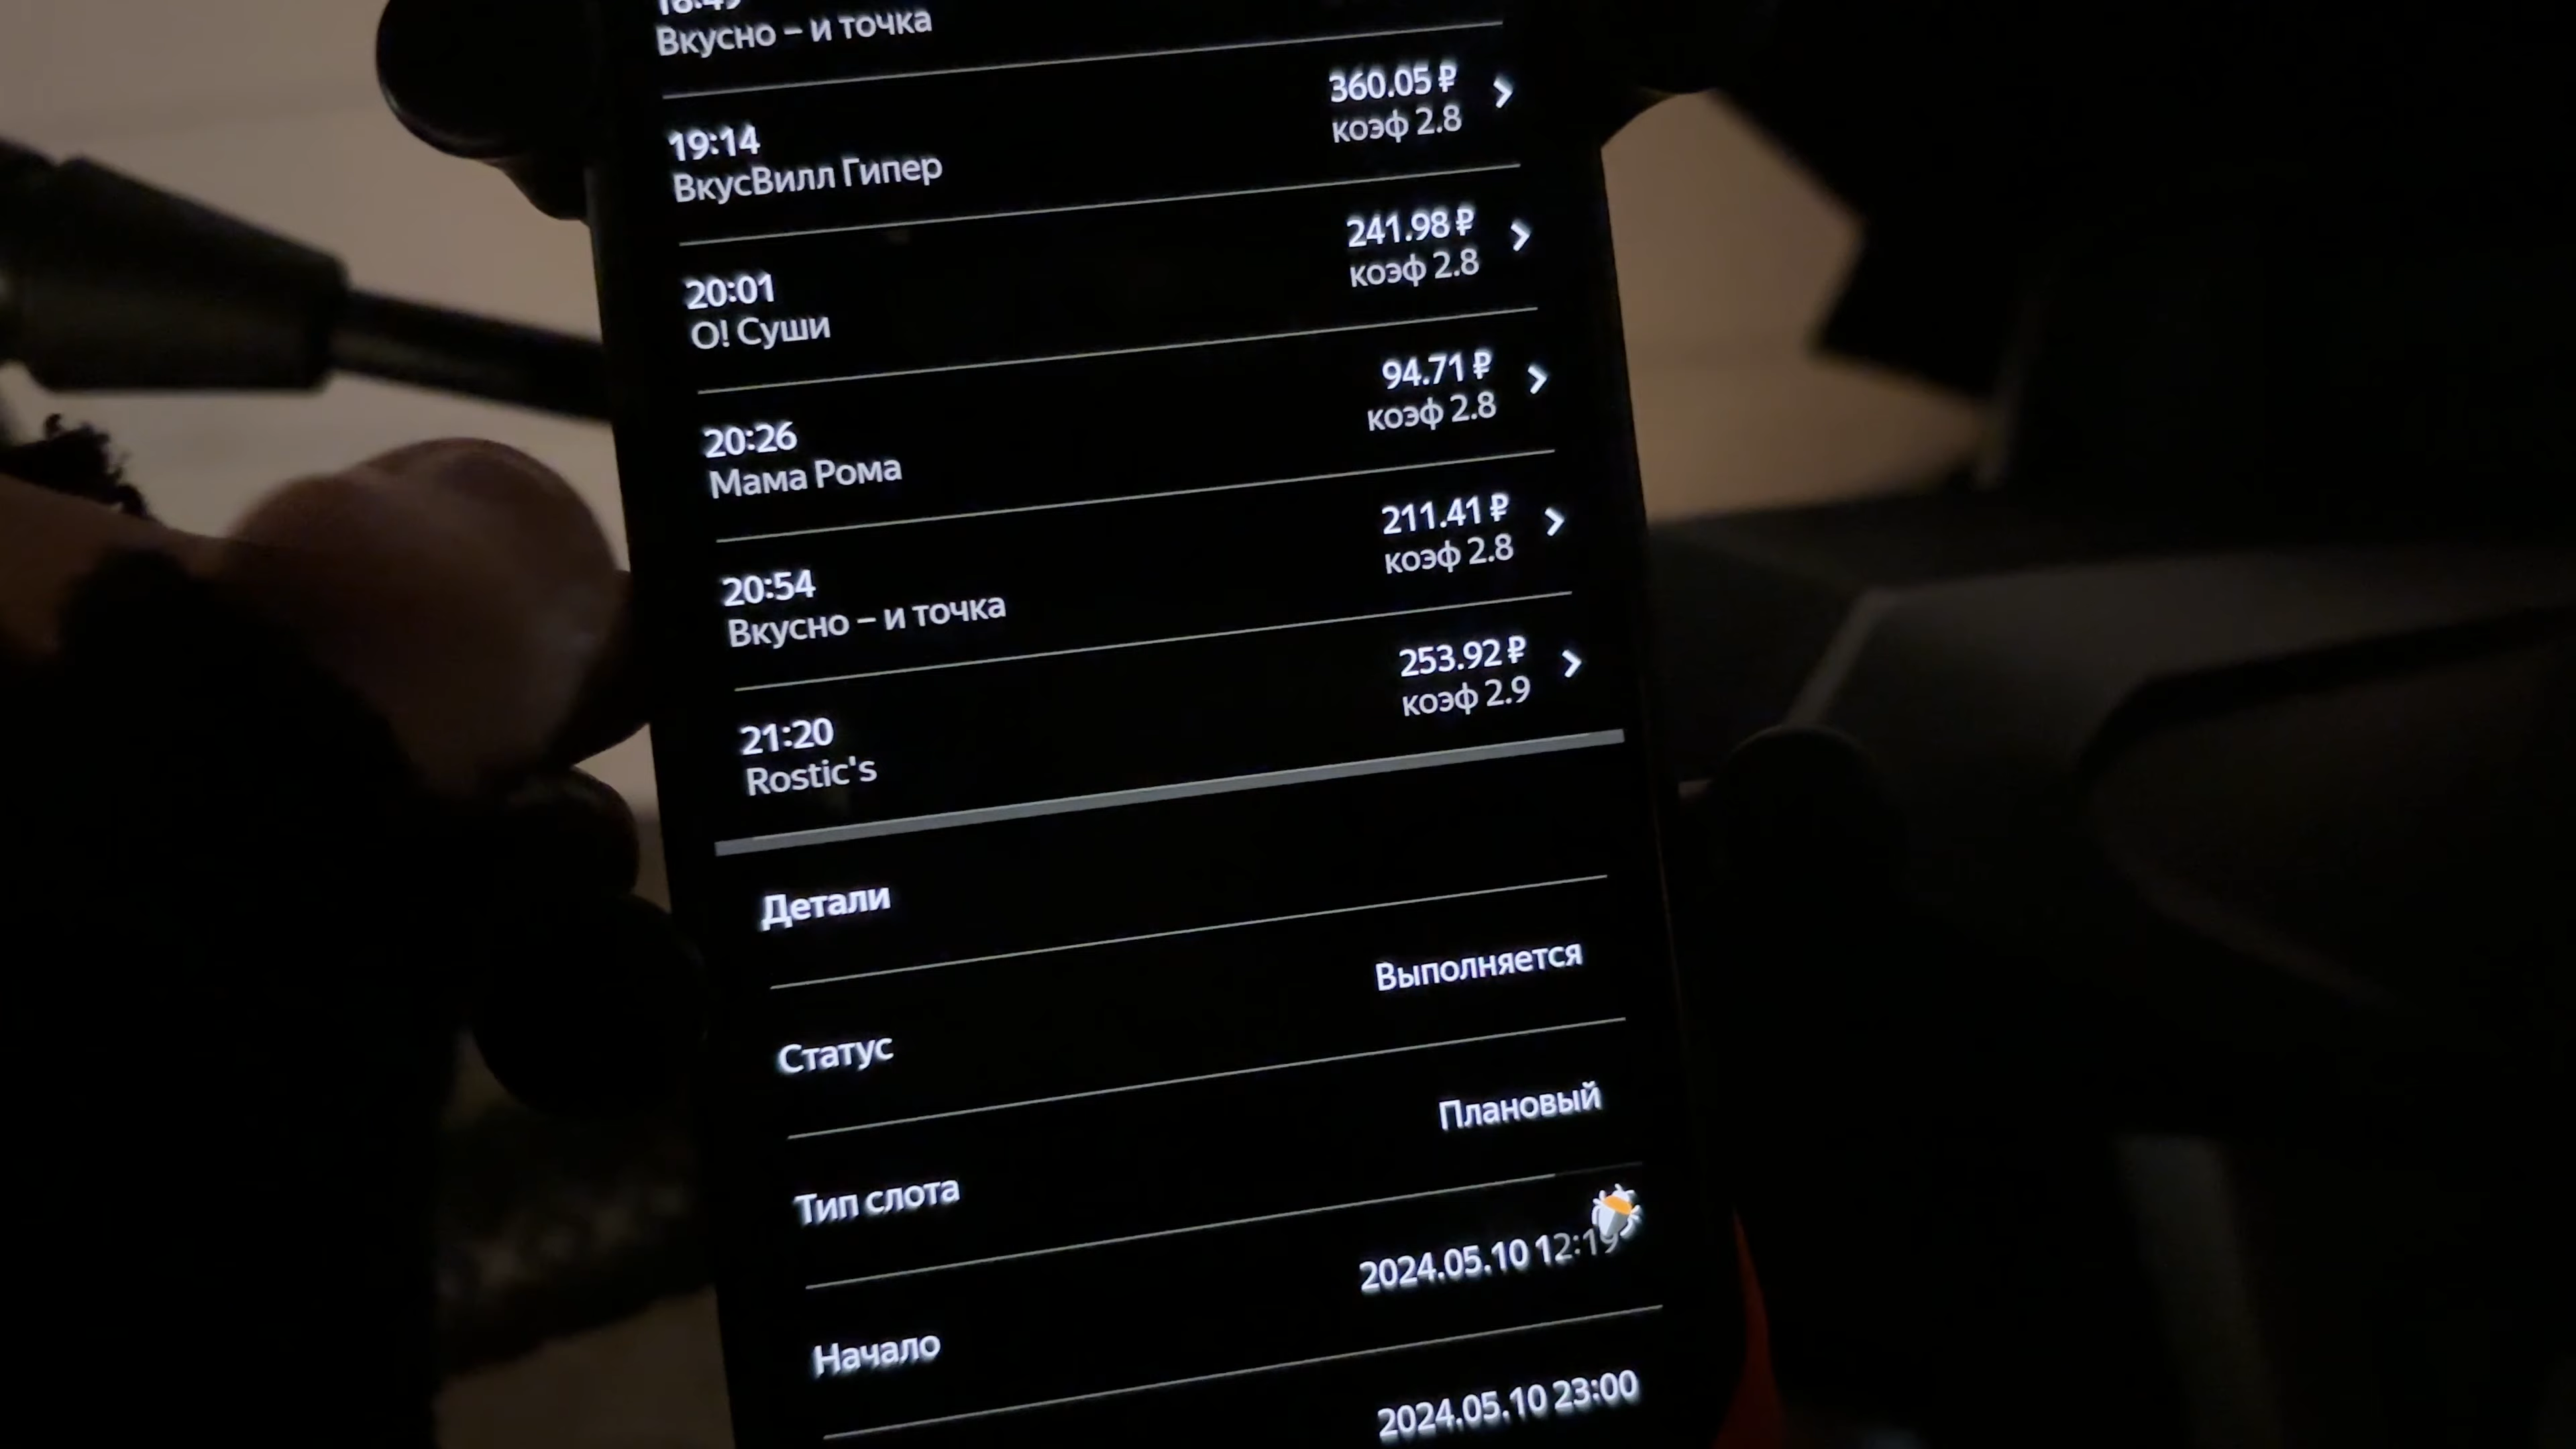 Вкусно – и точка
360.05 ₽
коэф 2.8
19:14
ВкусВилл Гипер
241.98 ₽
коэф 2.8
20:01
О! Суши
94.71 ₽
коэф 2.8
20:26
Мама Рома
211.41 ₽
коэф 2.8
20:54
Вкусно – и точка
253.92 ₽
коэф 2.9
21:20
Rostic's
Детали
Выполняется
Статус
Плановый
Тип слота
2024.05.10 12:19
Начало
2024.05.10 23:00